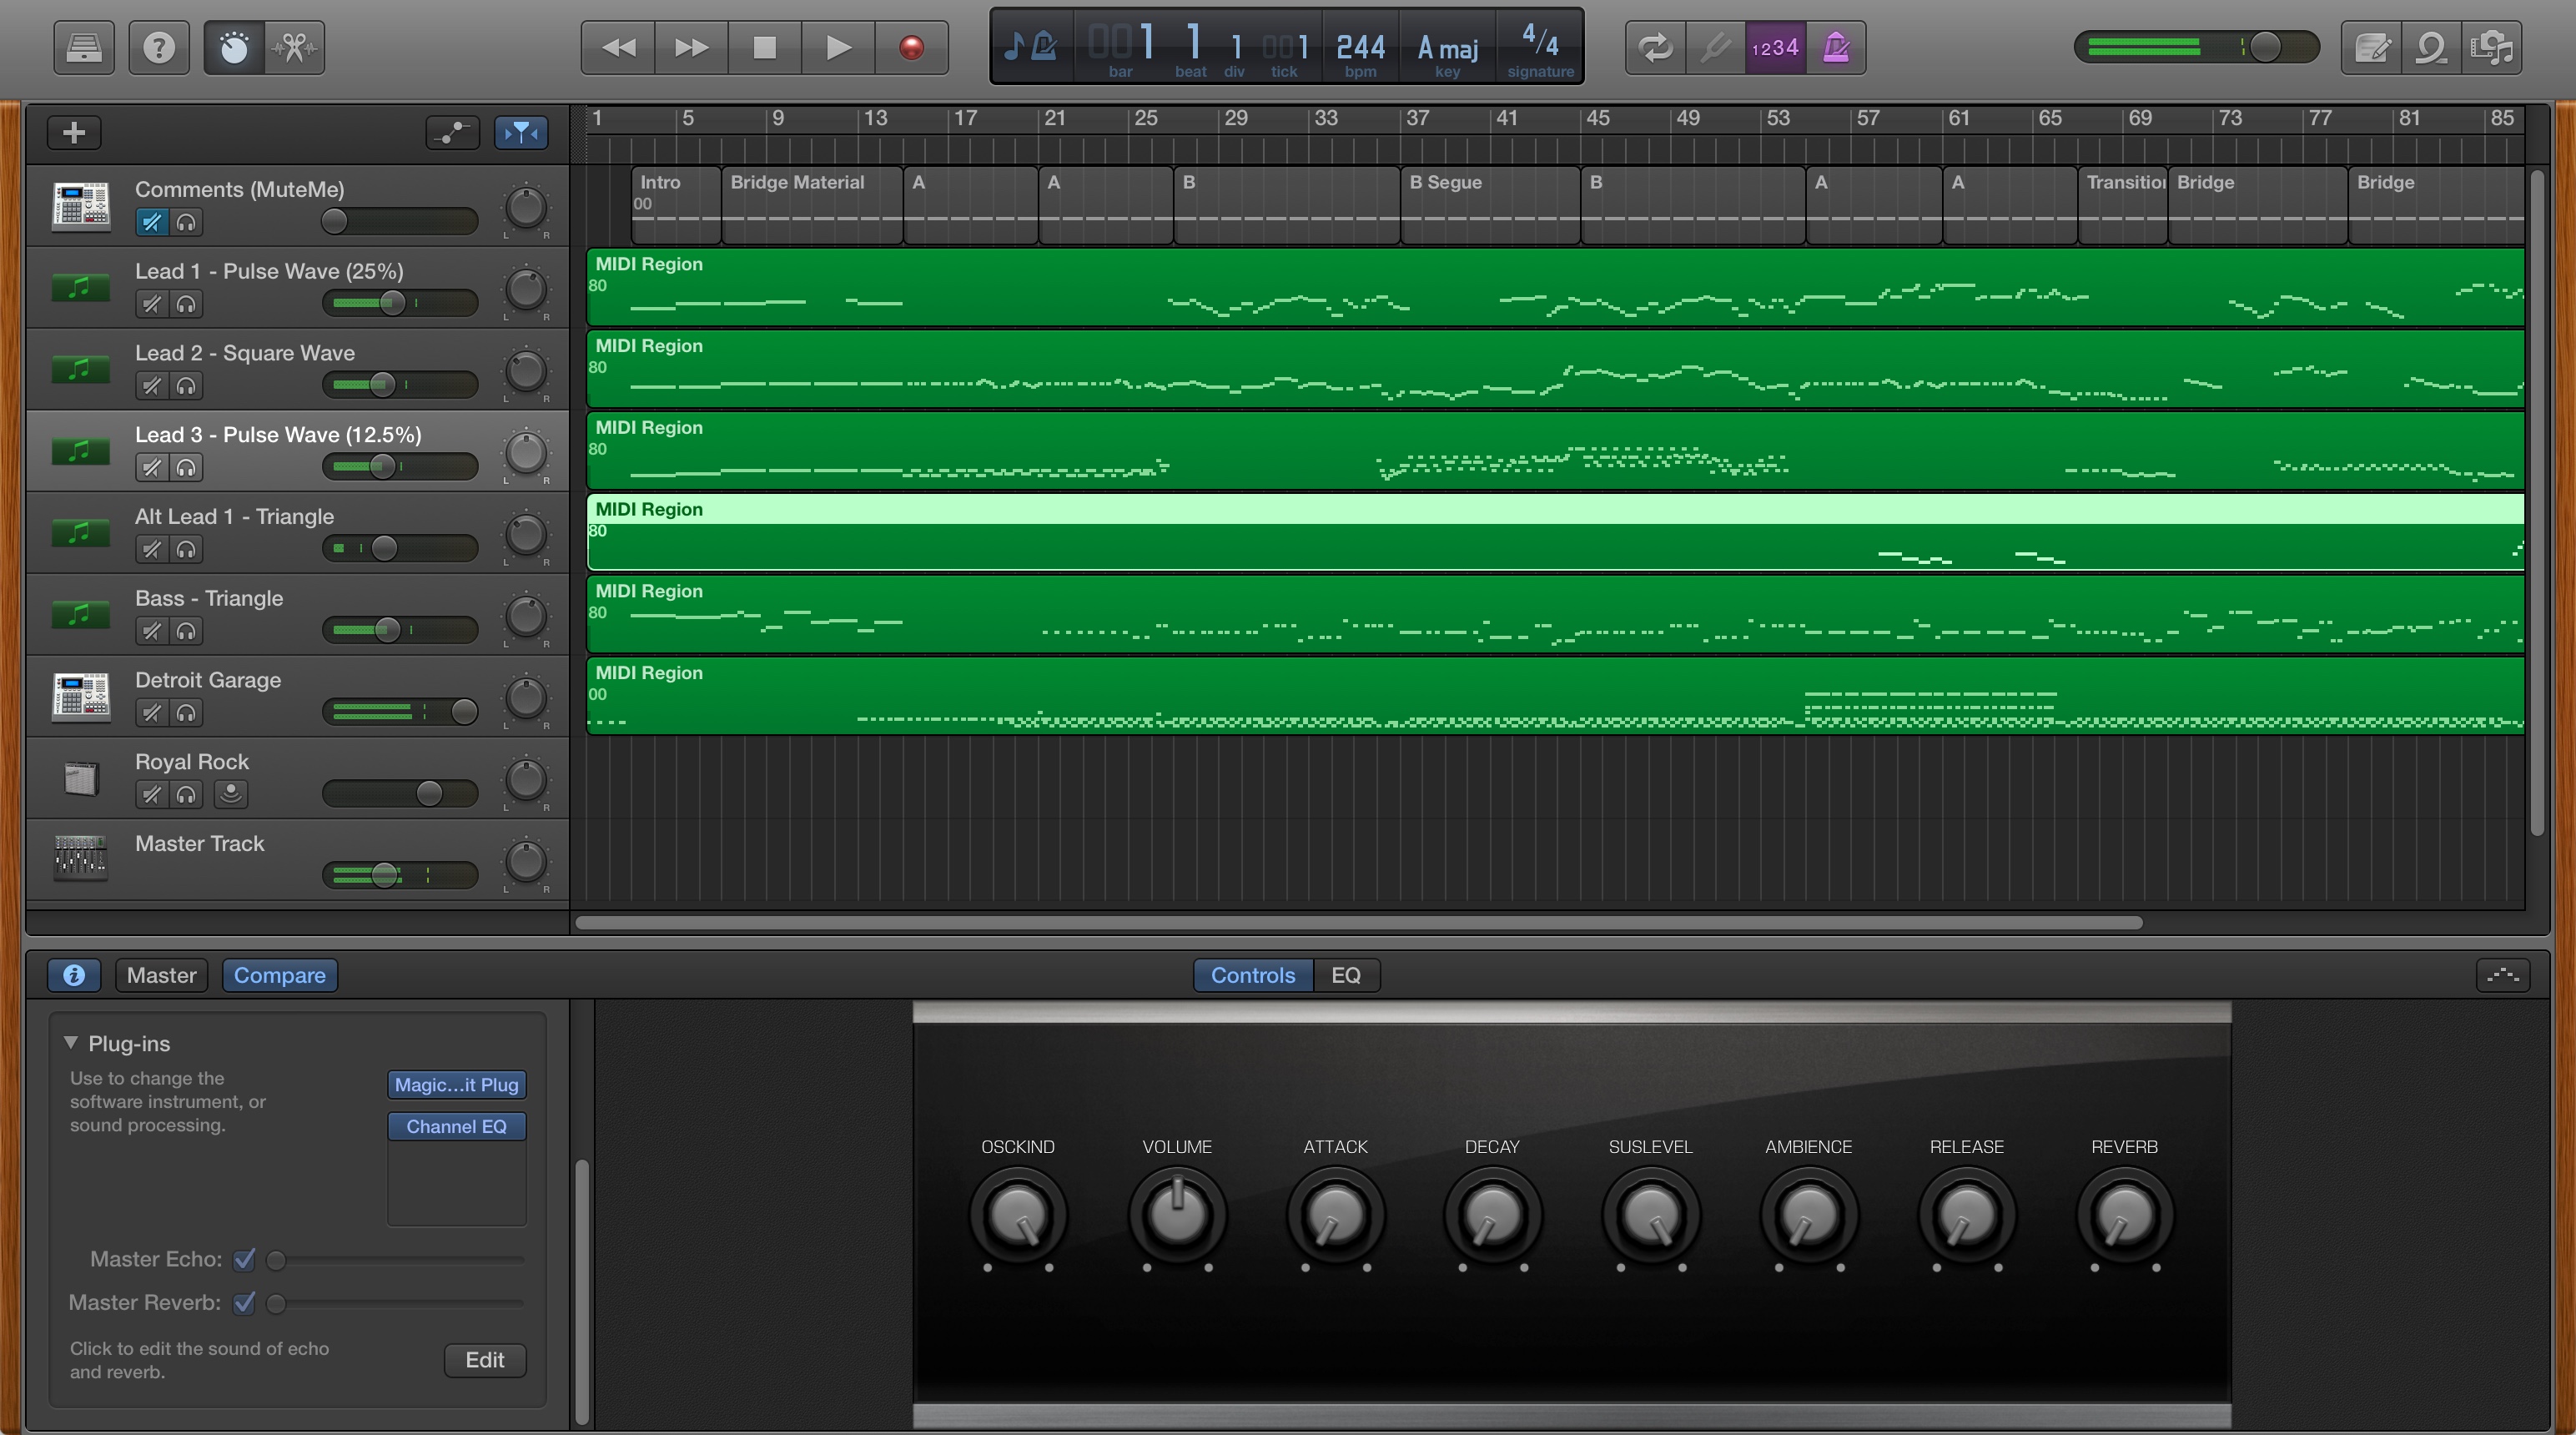 001 1 1 001 244 A maj 4/4
bar beat div tick bpm key signature
1234
1 5 9 13 17 21 25 29 33 37 41 45 49 53 57 61 65 69 73 77 81 85
Comments (MuteMe)
L R
Intro Bridge Material A A B B Segue B A A Transition Bridge Bridge
00
Lead 1 - Pulse Wave (25%)
L R
MIDI Region
80
Lead 2 - Square Wave
L R
MIDI Region
80
Lead 3 - Pulse Wave (12.5%)
L R
MIDI Region
80
Alt Lead 1 - Triangle
L R
MIDI Region
80
Bass - Triangle
L R
MIDI Region
80
Detroit Garage
L R
MIDI Region
00
Royal Rock
L R
Master Track
L R
Master Compare Controls EQ
Plug-ins
Use to change the
software instrument, or
sound processing.
Magic...it Plug
Channel EQ
Master Echo:
Master Reverb:
Click to edit the sound of echo
and reverb.
Edit
OSCKIND VOLUME ATTACK DECAY SUSLEVEL AMBIENCE RELEASE REVERB